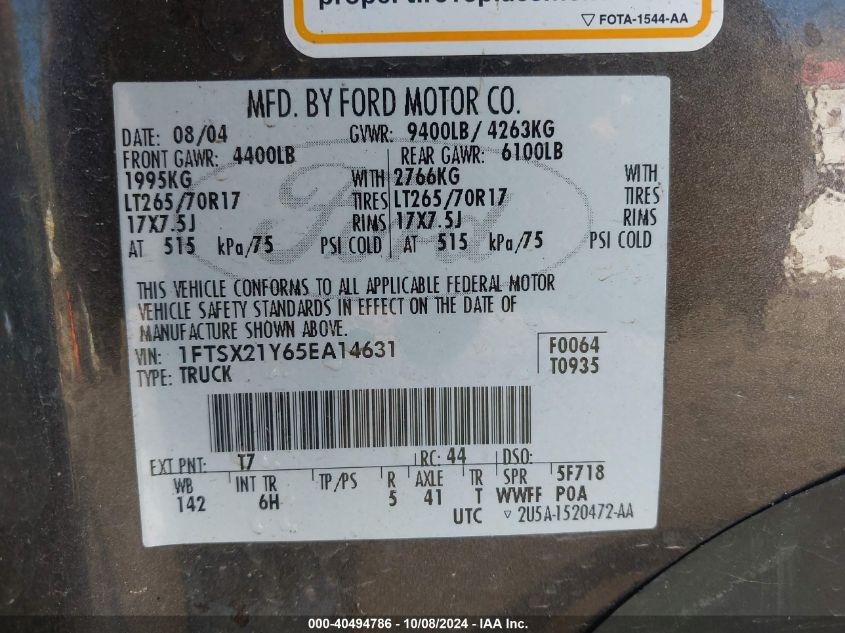 ▽ FOTA-1544-AA
MFD. BY FORD MOTOR CO.
DATE: 08/04 GVWR: 9400LB/ 4263KG
FRONT GAWR: 4400LB REAR GAWR: 6100LB
1995KG WITH 2766KG WITH
LT265/70R17 TIRES LT265/70R17 TIRES
17X7.5J RIMS 17X7.5J RIMS
AT 515 kPa/75 PSI COLD AT 515 kPa/75 PSI COLD
Ford
THIS VEHICLE CONFORMS TO ALL APPLICABLE FEDERAL MOTOR
VEHICLE SAFETY STANDARDS IN EFFECT ON THE DATE OF
MANUFACTURE SHOWN ABOVE.
VIN: 1FTSX21Y65EA14631 F0064
TYPE: TRUCK T0935
EXT PNT: T7 RC: 44 DSO:
WB INT TR TP/PS R AXLE TR SPR 5F718
142 6H 5 41 T WWFF POA
UTC ▽ 2U5A-1520472-AA
000-40494786 - 10/08/2024 - IAA Inc.